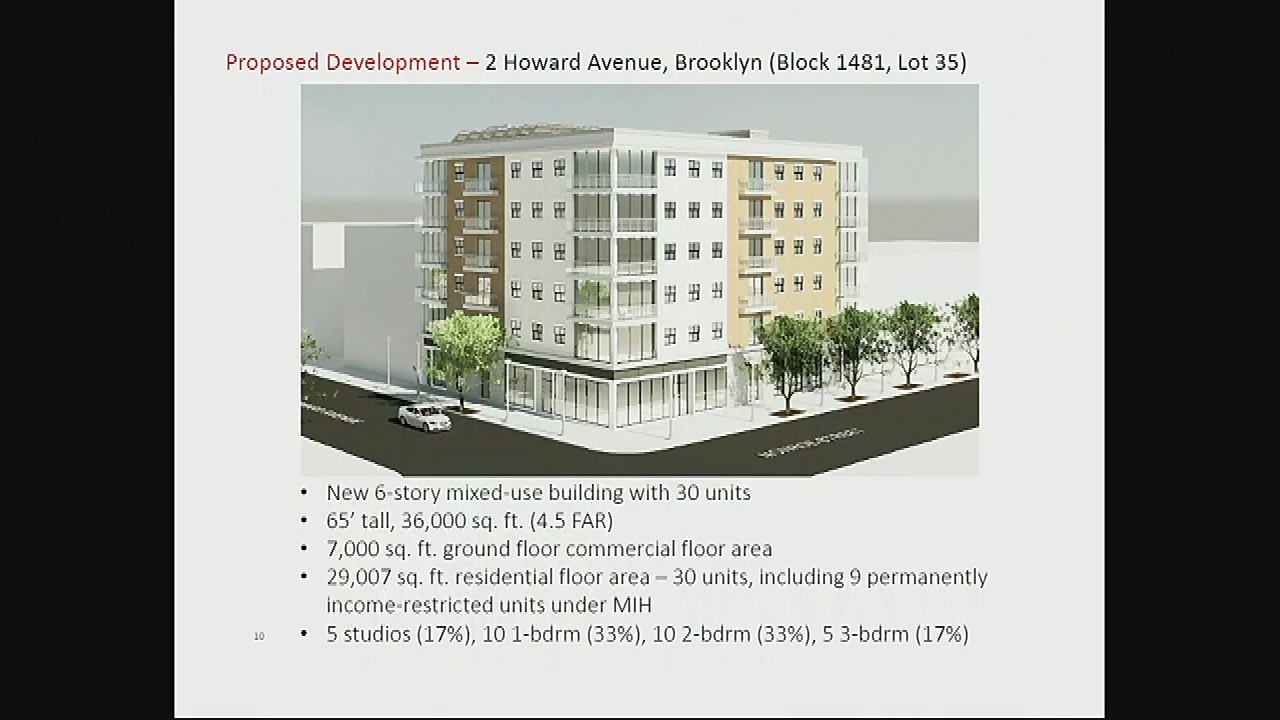 Proposed Development – 2 Howard Avenue, Brooklyn (Block 1481, Lot 35)
MONROE STREET
• New 6-story mixed-use building with 30 units
• 65’ tall, 36,000 sq. ft. (4.5 FAR)
• 7,000 sq. ft. ground floor commercial floor area
• 29,007 sq. ft. residential floor area – 30 units, including 9 permanently
income-restricted units under MIH
10 • 5 studios (17%), 10 1-bdrm (33%), 10 2-bdrm (33%), 5 3-bdrm (17%)